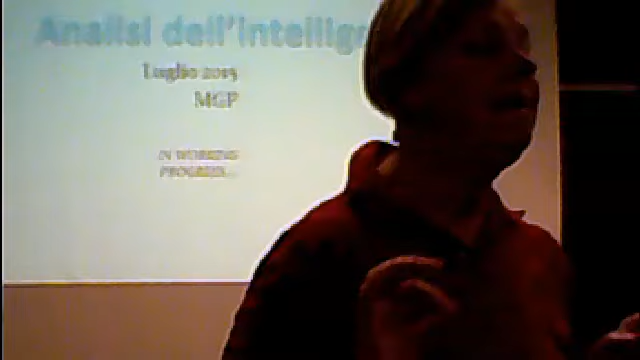 Analisi dell'intellig
Luglio 2015
MGP
IN WORKING
PROGRESS...